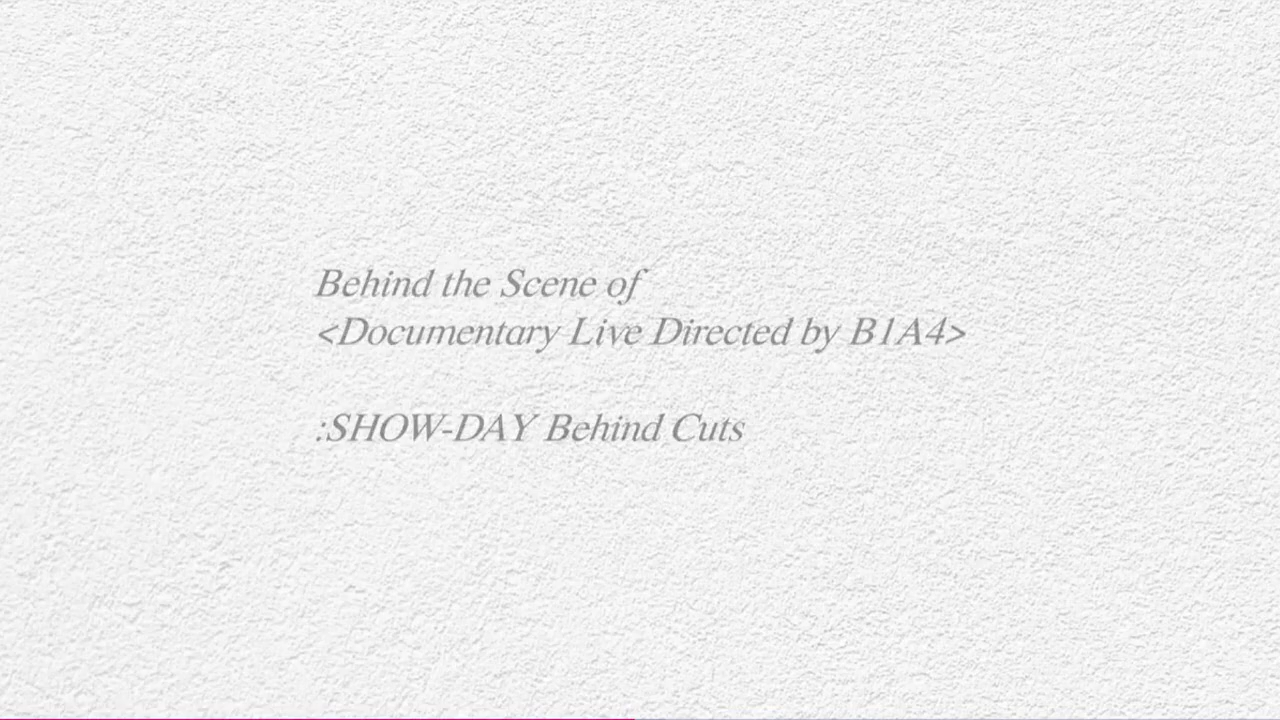 Behind the Scene of
<Documentary Live Directed by B1A4>
:SHOW-DAY Behind Cuts